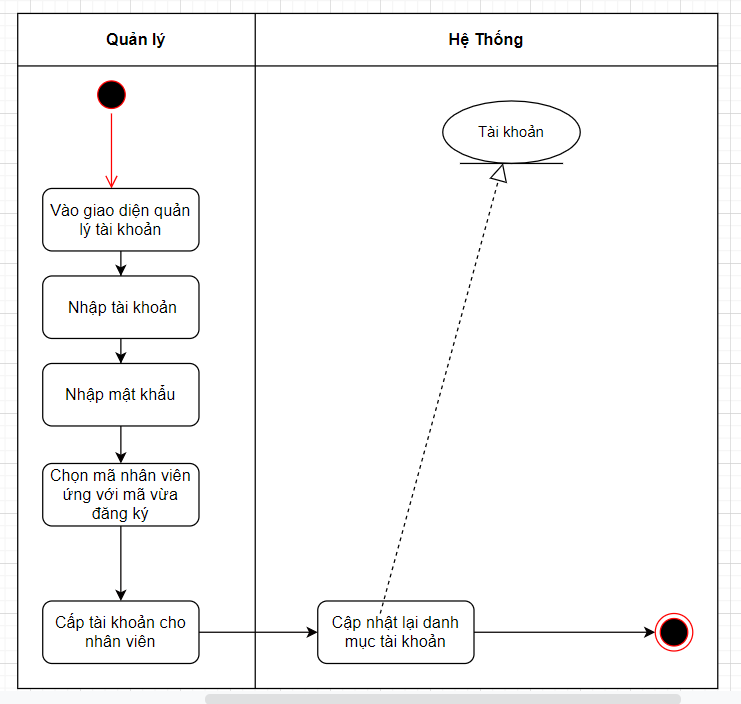 Quản lý
Hệ Thống
Tài khoản
Vào giao diện quản
lý tài khoản
Nhập tài khoản
Nhập mật khẩu
Chọn mã nhân viên
ứng với mã vừa
đăng ký
Cấp tài khoản cho
nhân viên
Cập nhật lại danh
mục tài khoản